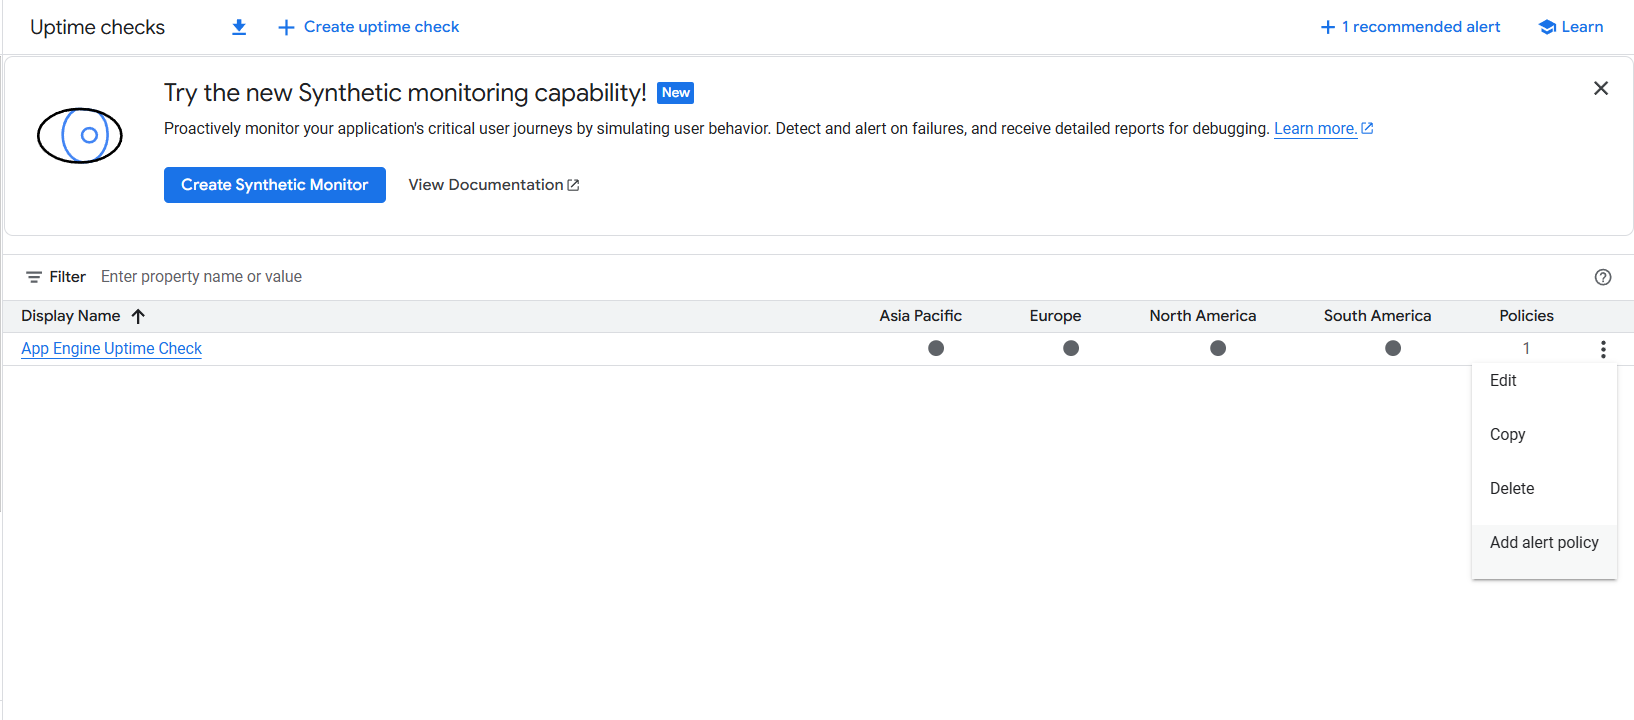 Uptime checks
Create uptime check
1 recommended alert
Learn
Try the new Synthetic monitoring capability! New
Proactively monitor your application's critical user journeys by simulating user behavior. Detect and alert on failures, and receive detailed reports for debugging. Learn more.
Create Synthetic Monitor
View Documentation
Filter Enter property name or value
Display Name Asia Pacific Europe North America South America Policies
App Engine Uptime Check 1
Edit
Copy
Delete
Add alert policy